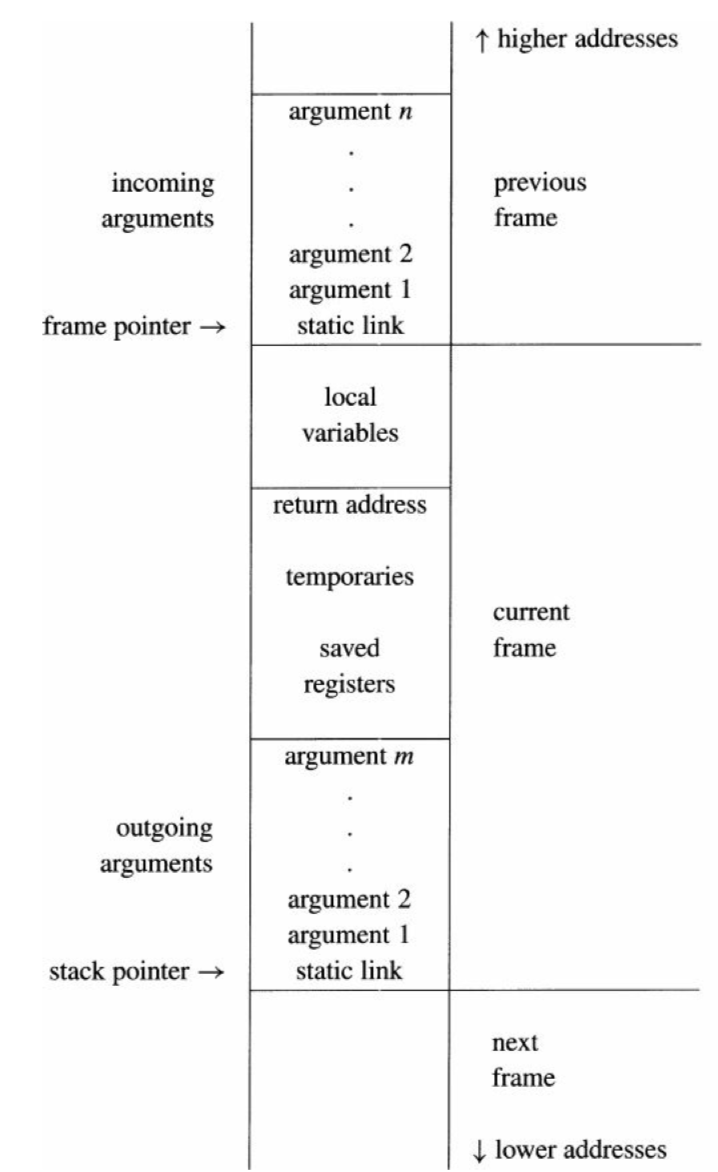 ↑ higher addresses
argument n
.
incoming
arguments
.
.
previous
frame
argument 2
argument 1
frame pointer →
static link
local
variables
return address
temporaries
saved
registers
current
frame
argument m
.
outgoing
arguments
.
.
argument 2
argument 1
stack pointer →
static link
next
frame
↓ lower addresses